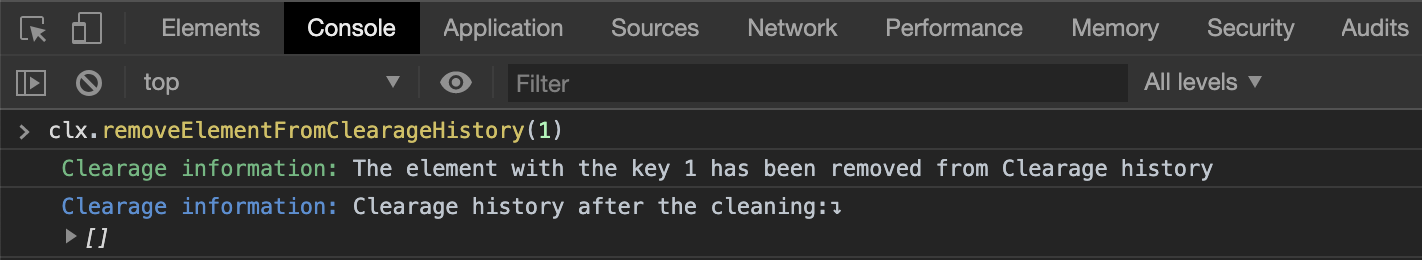 Elements Console Application Sources Network Performance Memory Security Audits
top Filter All levels
clx.removeElementFromClearageHistory(1)
Clearage information: The element with the key 1 has been removed from Clearage history
Clearage information: Clearage history after the cleaning:↴
[]